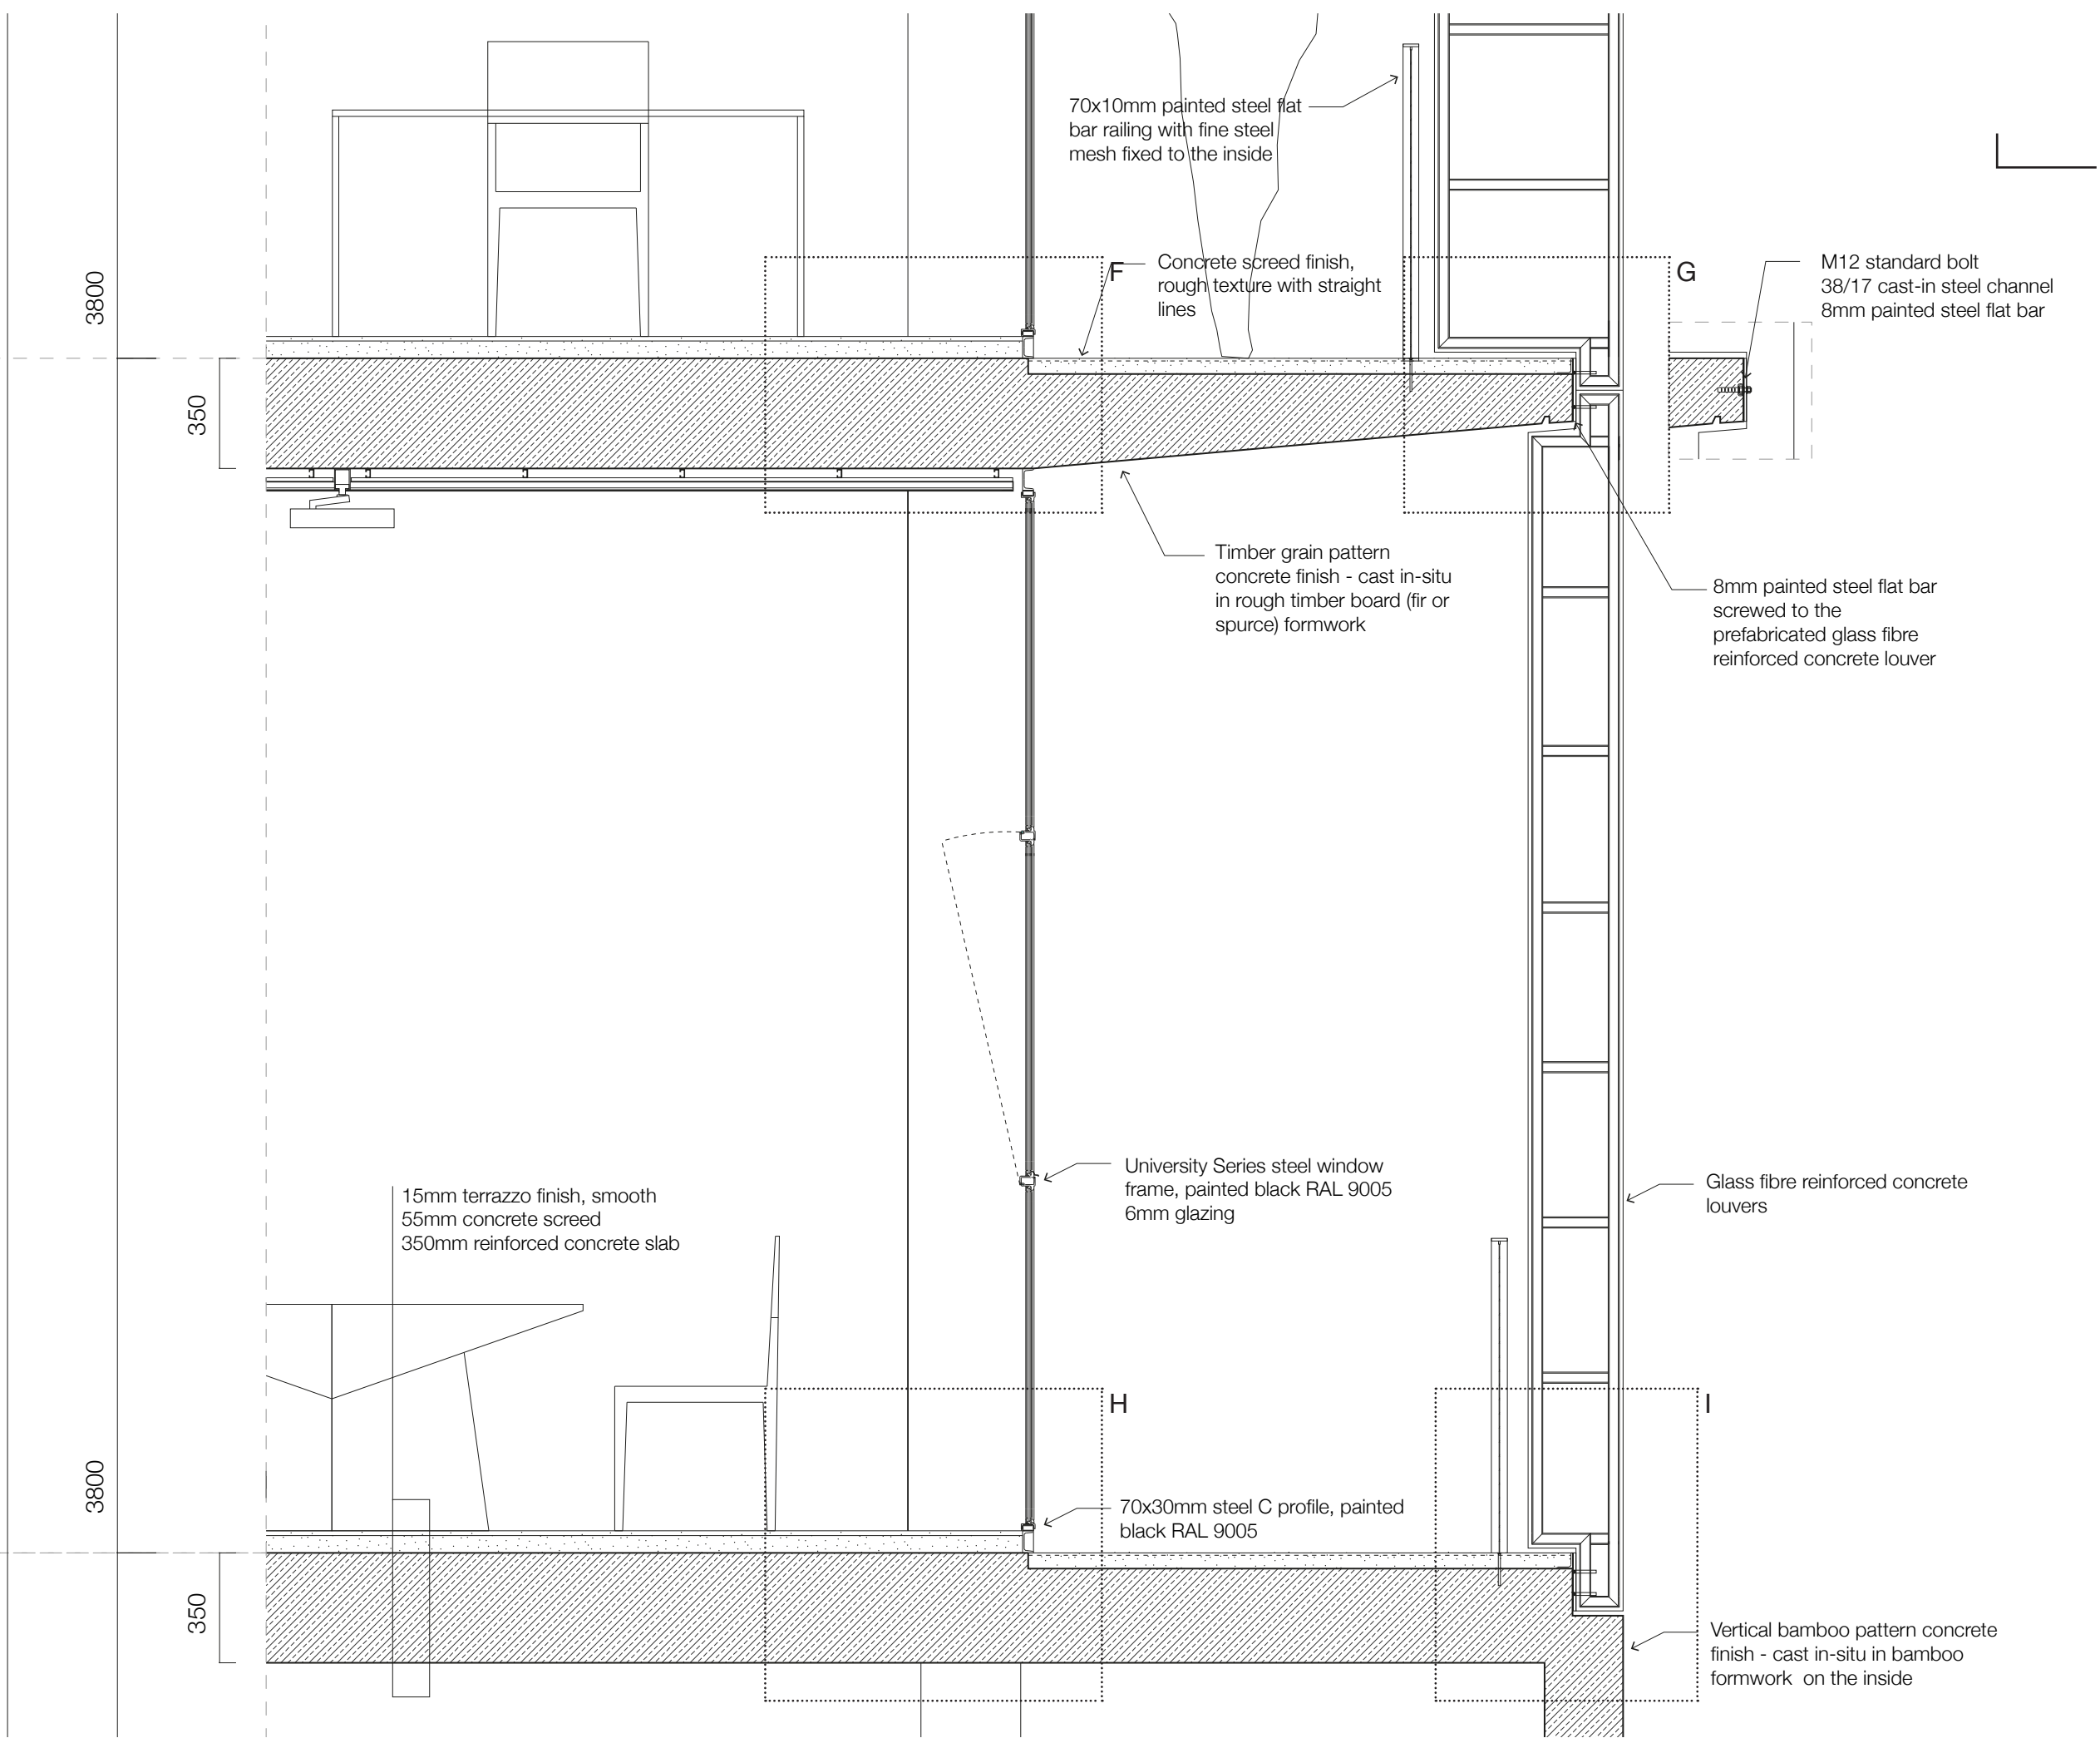 70x10mm painted steel flat
bar railing with fine steel
mesh fixed to the inside
3800
F
Concrete screed finish,
rough texture with straight
lines
G
M12 standard bolt
38/17 cast-in steel channel
8mm painted steel flat bar
350
Timber grain pattern
concrete finish - cast in-situ
in rough timber board (fir or
spurce) formwork
8mm painted steel flat bar
screwed to the
prefabricated glass fibre
reinforced concrete louver
University Series steel window
frame, painted black RAL 9005
6mm glazing
Glass fibre reinforced concrete
louvers
15mm terrazzo finish, smooth
55mm concrete screed
350mm reinforced concrete slab
H
I
3800
70x30mm steel C profile, painted
black RAL 9005
350
Vertical bamboo pattern concrete
finish - cast in-situ in bamboo
formwork on the inside